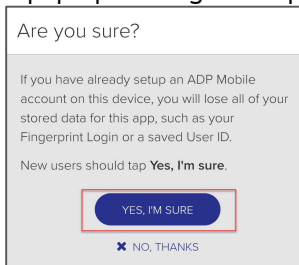 Are you sure?
If you have already setup an ADP Mobile
account on this device, you will lose all of your
stored data for this app, such as your
Fingerprint Login or a saved User ID.
New users should tap Yes, I'm sure.
YES, I'M SURE
✖ NO, THANKS